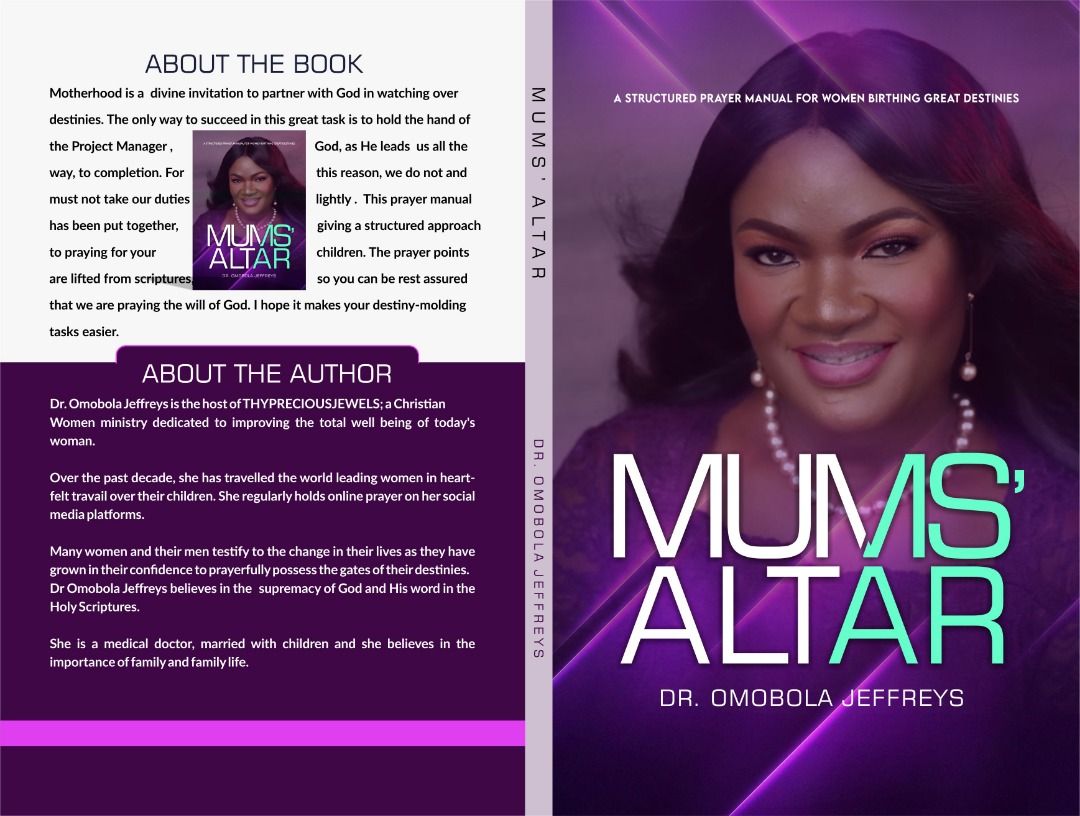 ABOUT THE BOOK
Motherhood is a divine invitation to partner with God in watching over
destinies. The only way to succeed in this great task is to hold the hand of
the Project Manager , God, as He leads us all the
way, to completion. For this reason, we do not and
must not take our duties lightly . This prayer manual
has been put together, giving a structured approach
to praying for your children. The prayer points
are lifted from scriptures, so you can be rest assured
that we are praying the will of God. I hope it makes your destiny-molding
tasks easier.
A STRUCTURED PRAYER MANUAL FOR WOMEN BIRTHING GREAT DESTINIES
MUMS'
ALTAR
DR. OMOBOLA JEFFREYS
ABOUT THE AUTHOR
Dr. Omobola Jeffreys is the host of THYPRECIOUSJEWELS; a Christian
Women ministry dedicated to improving the total well being of today's
woman.
Over the past decade, she has travelled the world leading women in heart-
felt travail over their children. She regularly holds online prayer on her social
media platforms.
Many women and their men testify to the change in their lives as they have
grown in their confidence to prayerfully possess the gates of their destinies.
Dr Omobola Jeffreys believes in the supremacy of God and His word in the
Holy Scriptures.
She is a medical doctor, married with children and she believes in the
importance of family and family life.
MUMS' ALTAR
DR. OMOBOLA JEFFREYS
A STRUCTURED PRAYER MANUAL FOR WOMEN BIRTHING GREAT DESTINIES
MUMS'
ALTAR
DR. OMOBOLA JEFFREYS